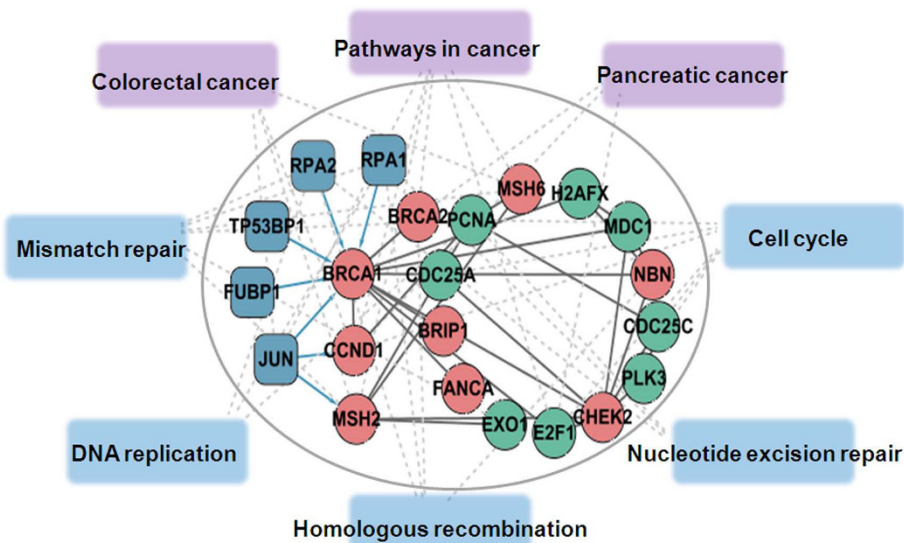 Pathways in cancer
Colorectal cancer
Pancreatic cancer
RPA2
RPA1
MSH6
H2AFX
BRCA2
PCNA
TP53BP1
MDC1
Mismatch repair
Cell cycle
BRCA1
CDC25A
NBN
FUBP1
CDC25C
BRIP1
JUN
CCND1
PLK3
FANCA
MSH2
EXO1
E2F1
CHEK2
DNA replication
Nucleotide excision repair
Homologous recombination